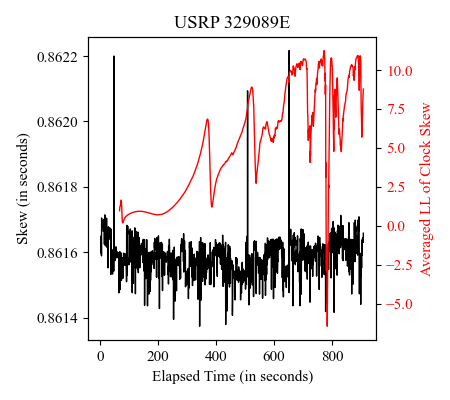 USRP 329089E
0.8622
0.8620
0.8618
0.8616
0.8614
Skew (in seconds)
10.0
7.5
5.0
2.5
0.0
−2.5
−5.0
Averaged LL of Clock Skew
0 200 400 600 800
Elapsed Time (in seconds)